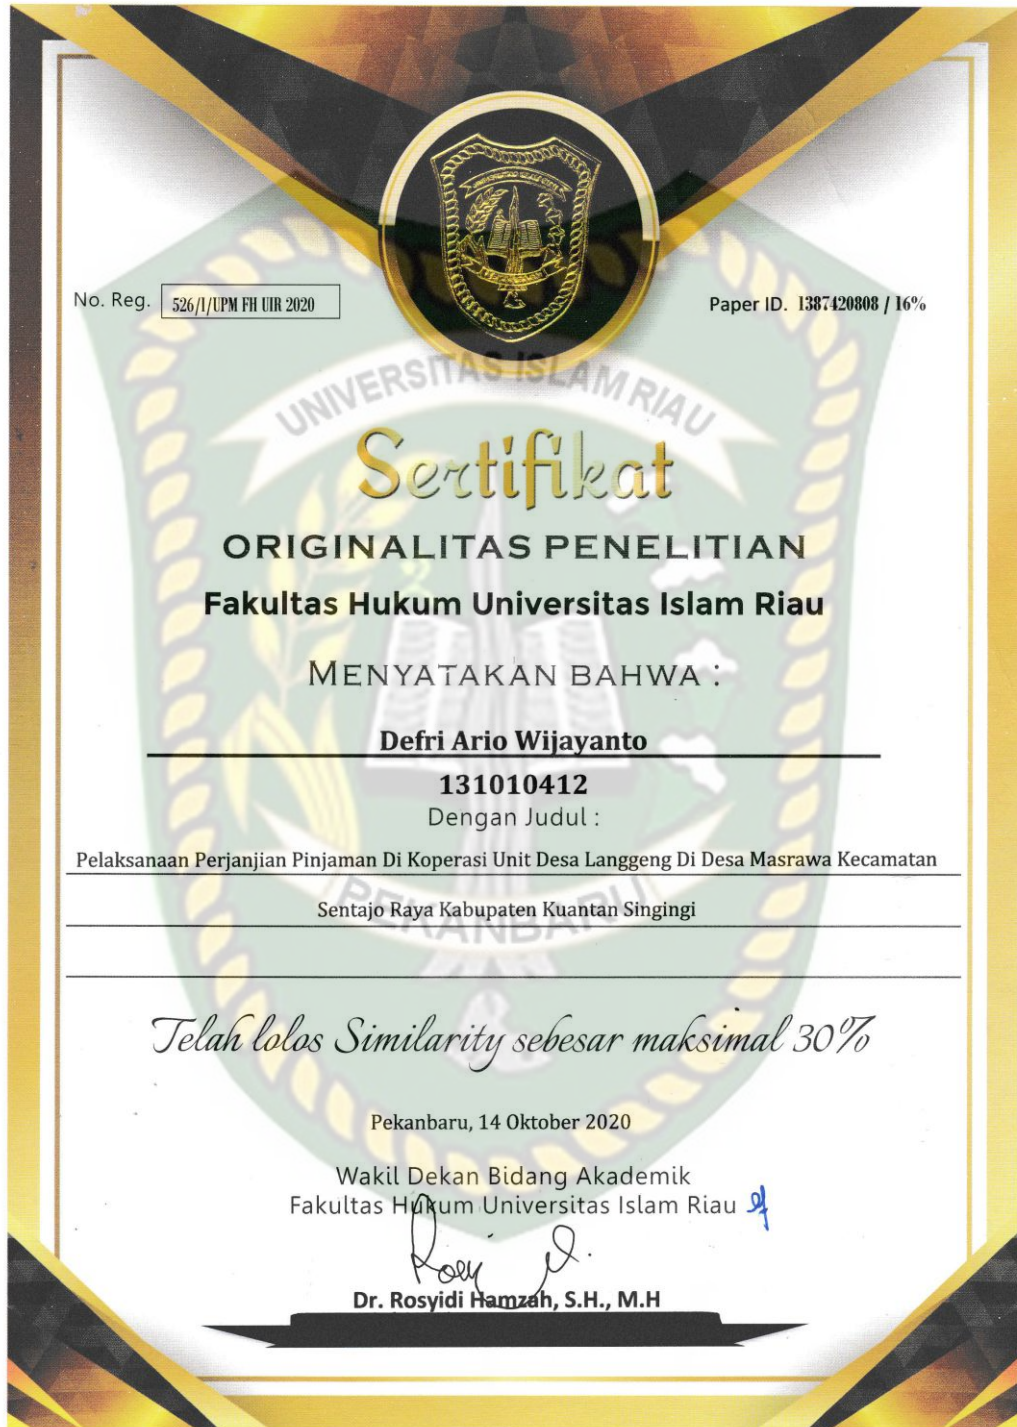 No. Reg. 526/I/UPM FH UIR 2020
Paper ID. 1387420808 / 16%
UNIVERSITAS ISLAM RIAU
Sertifikat
ORIGINALITAS PENELITIAN
Fakultas Hukum Universitas Islam Riau
MENYATAKAN BAHWA :
Defri Ario Wijayanto
131010412
Dengan Judul :
Pelaksanaan Perjanjian Pinjaman Di Koperasi Unit Desa Langgeng Di Desa Masrawa Kecamatan
PEKANBARU
Sentajo Raya Kabupaten Kuantan Singingi
Telah lolos Similarity sebesar maksimal 30%
Pekanbaru, 14 Oktober 2020
Wakil Dekan Bidang Akademik
Fakultas Hukum Universitas Islam Riau
Dr. Rosyidi Hamzah, S.H., M.H